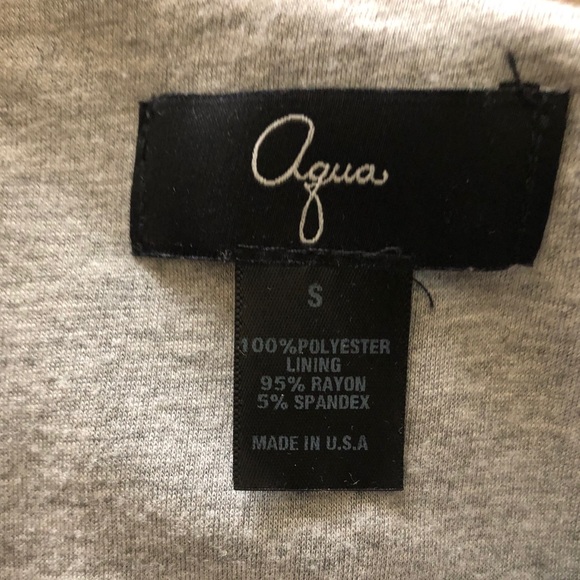 Aqua
S
100%POLYESTER
LINING
95% RAYON
5% SPANDEX
MADE IN U.S.A